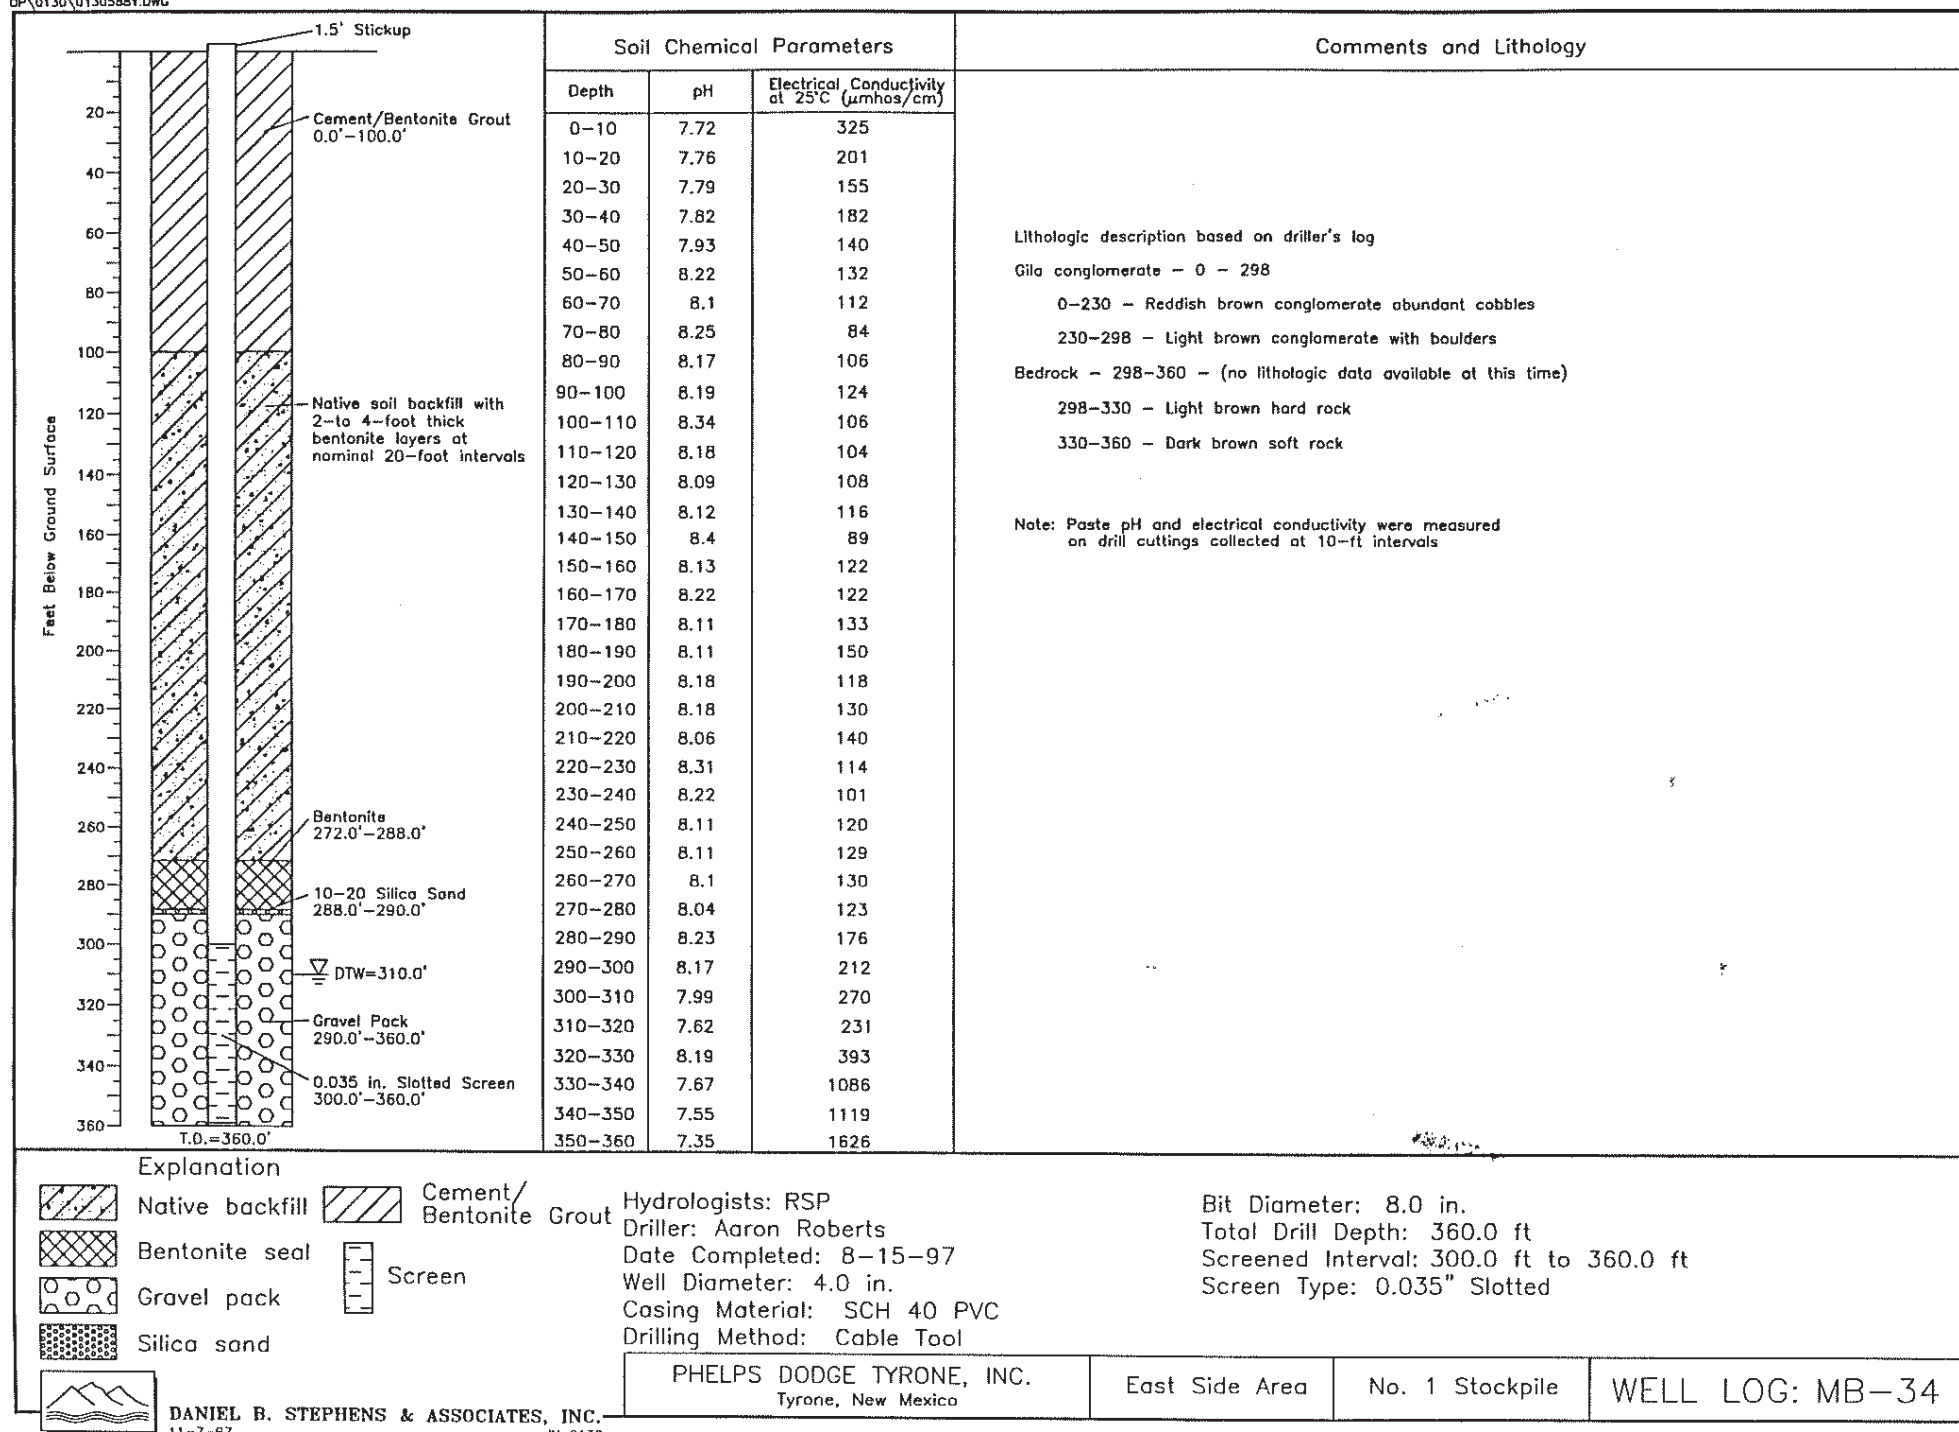 1.5' Stickup
Cement/Bentonite Grout
0.0'-100.0'
Native soil backfill with
2-to 4-foot thick
bentonite layers at
nominal 20-foot intervals
Bentonite
272.0'-288.0'
10-20 Silica Sand
288.0'-290.0'
DTW=310.0'
Gravel Pack
290.0'-360.0'
0.035 in. Slotted Screen
300.0'-360.0'
T.D.=360.0'
Feet Below Ground Surface
20
40
60
80
100
120
140
160
180
200
220
240
260
280
300
320
340
360
Soil Chemical Parameters
Depth pH Electrical Conductivity
at 25°C (µmhos/cm)
0-10 7.72 325
10-20 7.76 201
20-30 7.79 155
30-40 7.82 182
40-50 7.93 140
50-60 8.22 132
60-70 8.1 112
70-80 8.25 84
80-90 8.17 106
90-100 8.19 124
100-110 8.34 106
110-120 8.18 104
120-130 8.09 108
130-140 8.12 116
140-150 8.4 89
150-160 8.13 122
160-170 8.22 122
170-180 8.11 133
180-190 8.11 150
190-200 8.18 118
200-210 8.18 130
210-220 8.06 140
220-230 8.31 114
230-240 8.22 101
240-250 8.11 120
250-260 8.11 129
260-270 8.1 130
270-280 8.04 123
280-290 8.23 176
290-300 8.17 212
300-310 7.99 270
310-320 7.62 231
320-330 8.19 393
330-340 7.67 1086
340-350 7.55 1119
350-360 7.35 1626
Comments and Lithology
Lithologic description based on driller's log
Gila conglomerate - 0 - 298
0-230 - Reddish brown conglomerate abundant cobbles
230-298 - Light brown conglomerate with boulders
Bedrock - 298-360 - (no lithologic data available at this time)
298-330 - Light brown hard rock
330-360 - Dark brown soft rock
Note: Paste pH and electrical conductivity were measured
on drill cuttings collected at 10-ft intervals
Explanation
Native backfill
Cement/
Bentonite Grout
Bentonite seal
Screen
Gravel pack
Silica sand
Hydrologists: RSP
Driller: Aaron Roberts
Date Completed: 8-15-97
Well Diameter: 4.0 in.
Casing Material: SCH 40 PVC
Drilling Method: Cable Tool
Bit Diameter: 8.0 in.
Total Drill Depth: 360.0 ft
Screened Interval: 300.0 ft to 360.0 ft
Screen Type: 0.035" Slotted
DANIEL B. STEPHENS & ASSOCIATES, INC.
PHELPS DODGE TYRONE, INC.
Tyrone, New Mexico
East Side Area
No. 1 Stockpile
WELL LOG: MB-34